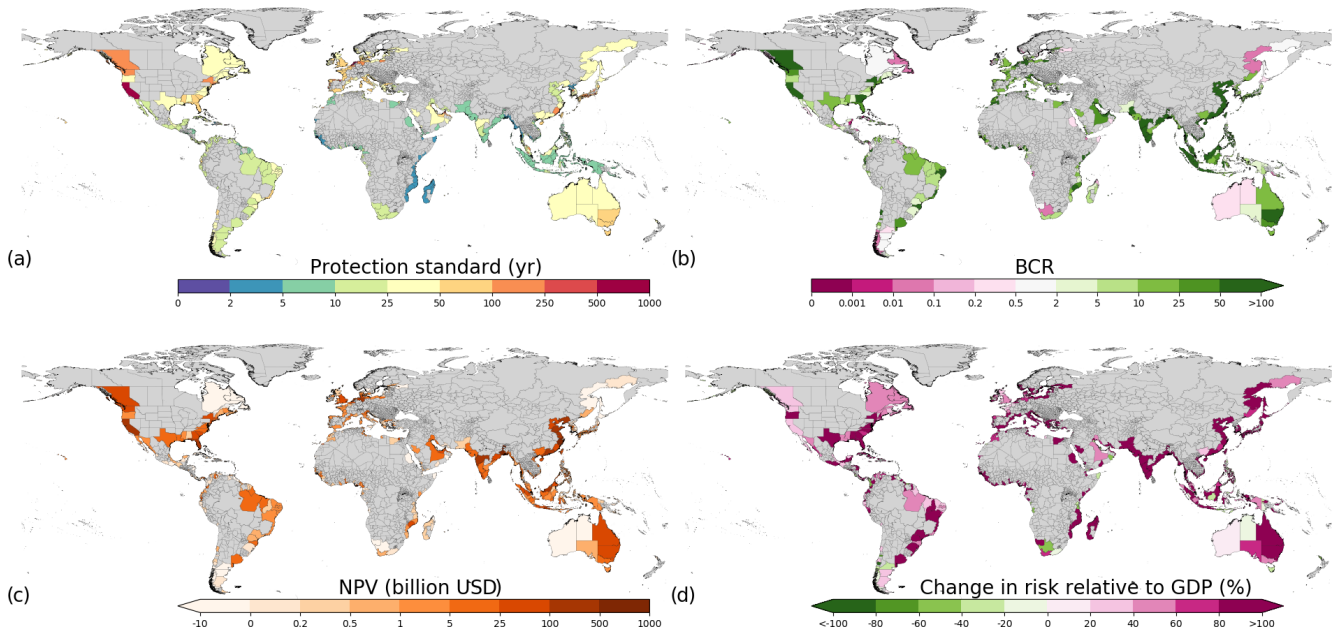 (a)
Protection standard (yr)
0 2 5 10 25 50 100 250 500 1000
(b)
BCR
0 0.001 0.01 0.1 0.2 0.5 2 5 10 25 50 >100
(c)
NPV (billion USD)
-10 0 0.2 0.5 1 5 25 100 500 1000
(d)
Change in risk relative to GDP (%)
<-100 -80 -60 -40 -20 0 20 40 60 80 >100